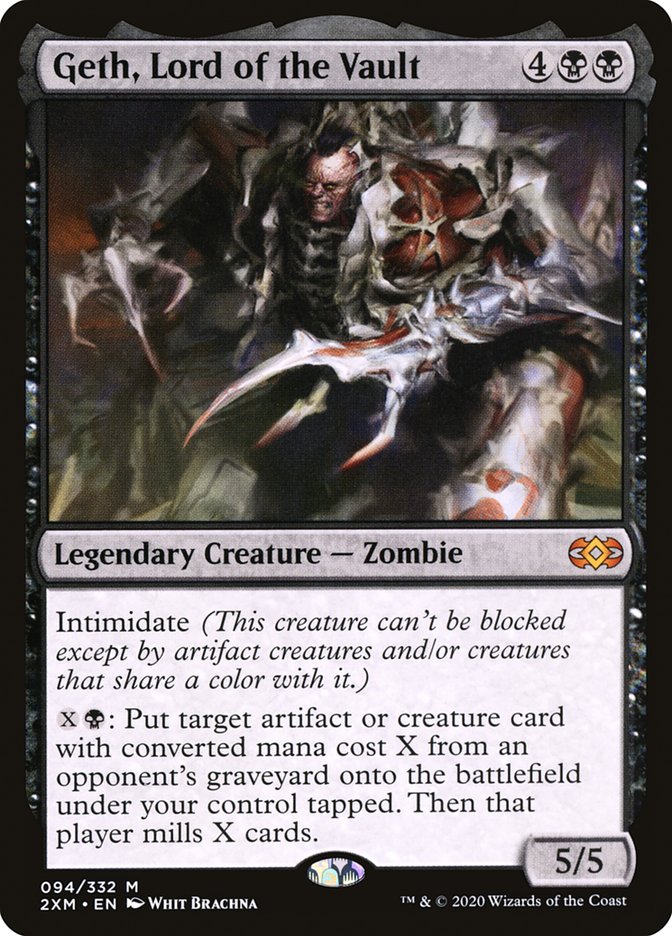 Geth, Lord of the Vault 4
Legendary Creature — Zombie
Intimidate (This creature can't be blocked
except by artifact creatures and/or creatures
that share a color with it.)
X: Put target artifact or creature card
with converted mana cost X from an
opponent's graveyard onto the battlefield
under your control tapped. Then that
player mills X cards.
5/5
094/332 M
2XM • EN Whit Brachna
™ & © 2020 Wizards of the Coast